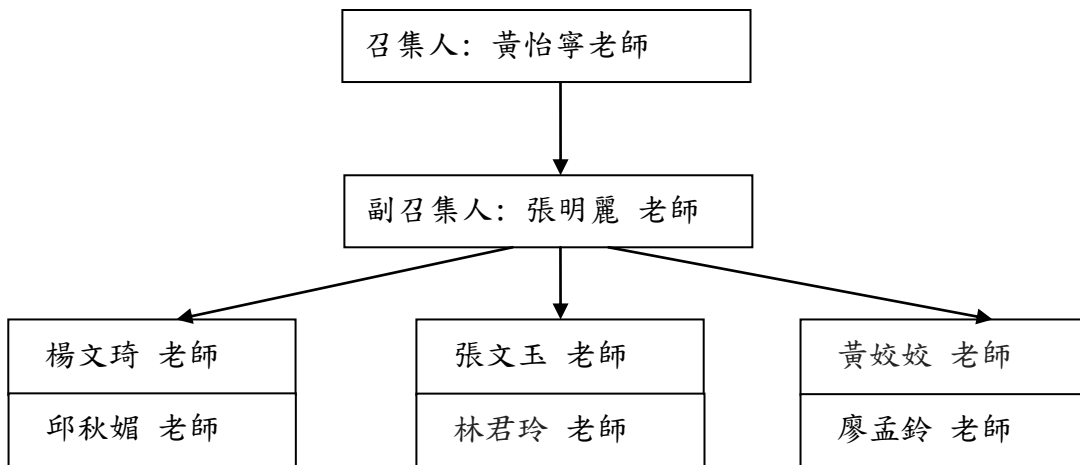 召集人：黃怡寧老師
副召集人：張明麗 老師
楊文琦 老師
張文玉 老師
黃姣姣 老師
邱秋媚 老師
林君玲 老師
廖孟鈴 老師